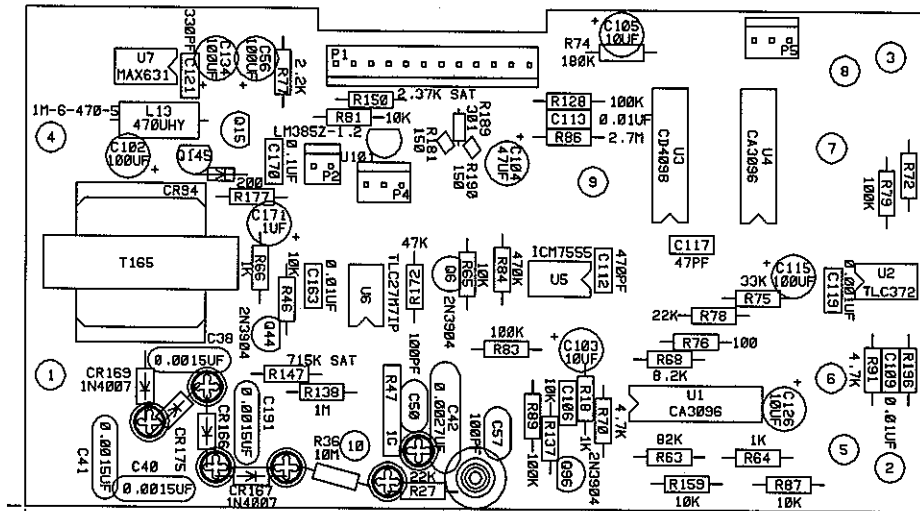 330PF
C121
U7
MAX631
C134
100UF
C56
100UF
R77
2.2K
P1
C105
10UF
R74
180K
P5
3
8
1M-6-470-5
L13
470UHY
Q15
R150
2.37K SAT
R81
10K
R189
301
R128
100K
C113
0.01UF
R86
2.7M
4
C102
100UF
Q149
C170
0.1UF
LM385Z-1.2
U101
P2
P4
R181
150
R190
150
C104
47UF
9
U3
CD4098
U4
CA3096
7
R79
100K
R72
CR94
200
R177
C171
1UF
T165
R66
1K
10K
R46
C163
0.01UF
U6
TLC27M7IP
47K
R172
Q6
2N3904
R65
10K
R84
470K
ICM7555
U5
C112
470PF
C117
47PF
C115
100UF
33K
R75
22K
R78
C119
0.001UF
U2
TLC372
2N3904
Q44
C38
0.0015UF
1
CR169
1N4007
715K SAT
R147
R138
1M
100PF
R47
1G
C50
C42
0.0027UF
100K
R83
C103
10UF
R76
100
R68
8.2K
6
R91
4.7K
C109
R196
0.01UF
U1
CA3096
C126
10UF
CR175
CR166
C191
0.0015UF
C41
0.0015UF
C40
0.0015UF
CR167
1N4007
R36
10M
10
22K
R27
C57
100PF
R89
100K
10K
R137
C106
R18
1K
R70
4.7K
Q96
2N3904
82K
R63
1K
R64
5
2
R159
10K
R87
10K